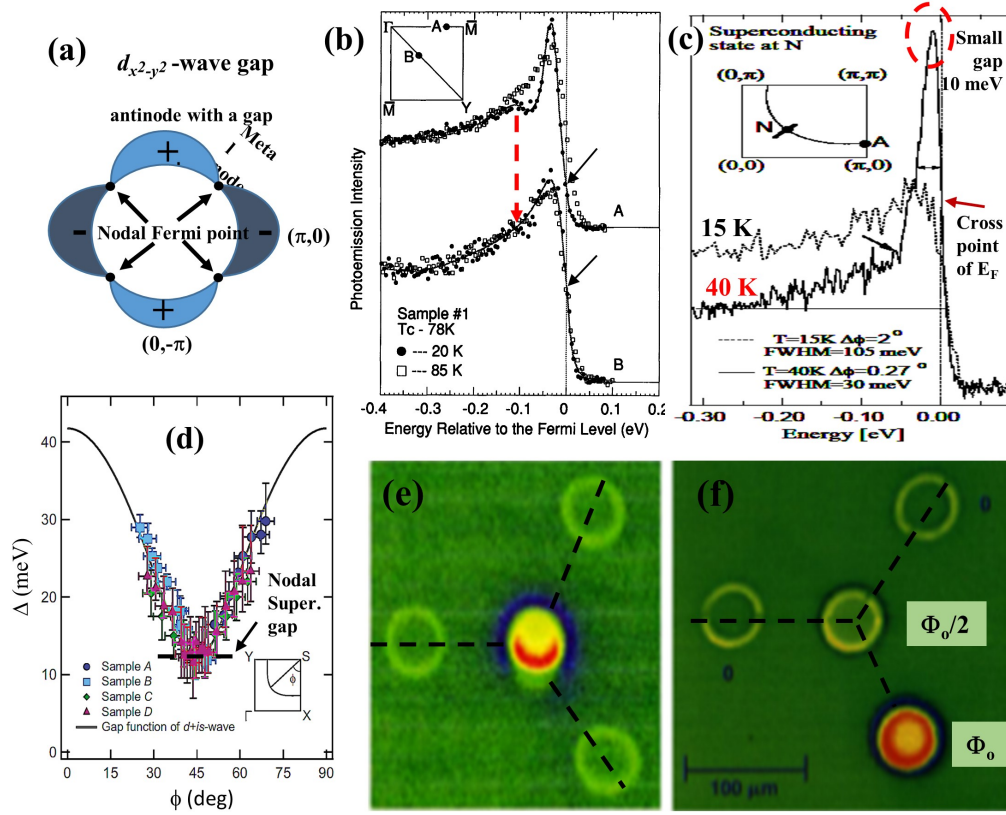 (a)
d_{x²-y²}-wave gap
antinode with a gap
Meta
node
+
-
Nodal Fermi point
-
(π,0)
+
(0,-π)
(b)
Γ
A
M̄
B
M̄
Y
Photoemission Intensity
A
Sample #1
Tc - 78K
● --- 20 K
□ --- 85 K
B
-0.4
-0.3
-0.2
-0.1
0
0.1
0.2
Energy Relative to the Fermi Level (eV)
(c)
Superconducting
state at N
Small
gap
10 meV
(0,π)
(π,π)
N
A
(0,0)
(π,0)
15 K
40 K
Cross
point
of E_F
T=15K Δϕ=2°
FWHM=105 meV
T=40K Δϕ=0.27°
FWHM=30 meV
-0.30
-0.20
-0.10
0.00
Energy [eV]
(d)
Δ (meV)
40
30
20
10
0
Nodal
Super.
gap
Sample A
Sample B
Sample C
Sample D
Gap function of d+is-wave
Y
S
ϕ
Γ
X
0
15
30
45
60
75
90
ϕ (deg)
(e)
(f)
0
Φ₀/2
0
Φ₀
100 µm